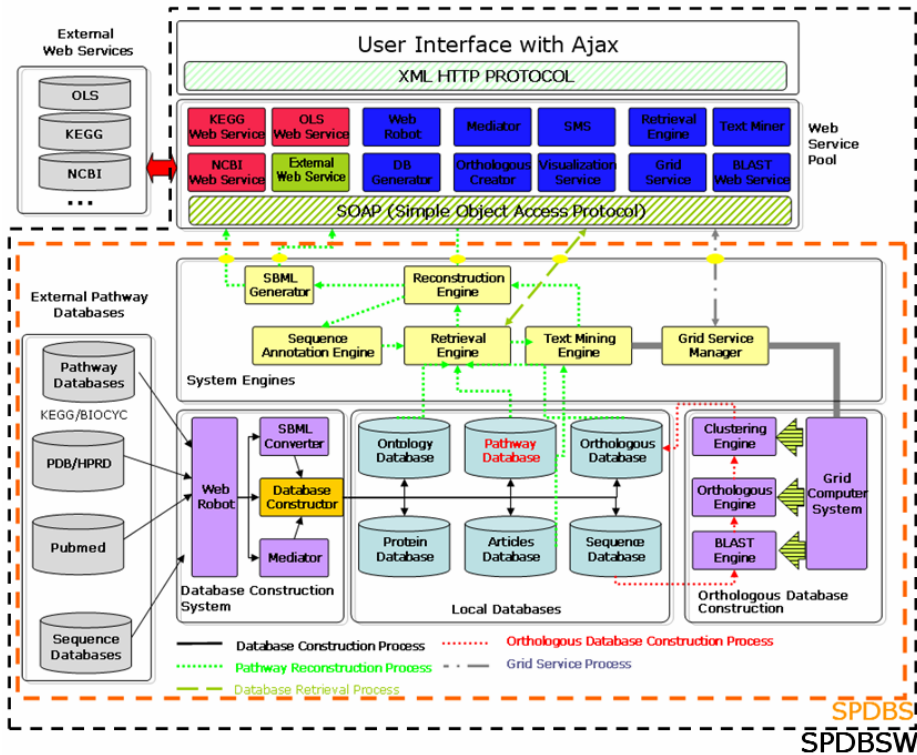 External
Web Services
OLS
KEGG
NCBI
...
User Interface with Ajax
XML HTTP PROTOCOL
KEGG
Web Service
OLS
Web Service
Web
Robot
Mediator
SMS
Retrieval
Engine
Text Miner
NCBI
Web Service
External
Web Service
DB
Generator
Orthologous
Creator
Visualization
Service
Grid
Service
BLAST
Web Service
SOAP (Simple Object Access Protocol)
Web
Service
Pool
External Pathway
Databases
Pathway
Databases
KEGG/BIOCYC
PDB/HPRD
Pubmed
Sequence
Databases
SBML
Generator
Reconstruction
Engine
Sequence
Annotation Engine
Retrieval
Engine
Text Mining
Engine
Grid Service
Manager
System Engines
Web
Robot
SBML
Converter
Database
Constructor
Mediator
Database Construction
System
Ontology
Database
Pathway
Database
Orthologous
Database
Protein
Database
Articles
Database
Sequence
Database
Local Databases
Clustering
Engine
Orthologous
Engine
BLAST
Engine
Grid
Computer
System
Orthologous Database
Construction
Database Construction Process
Orthologous Database Construction Process
Pathway Reconstruction Process
Grid Service Process
Database Retrieval Process
SPDBS
SPDBSW